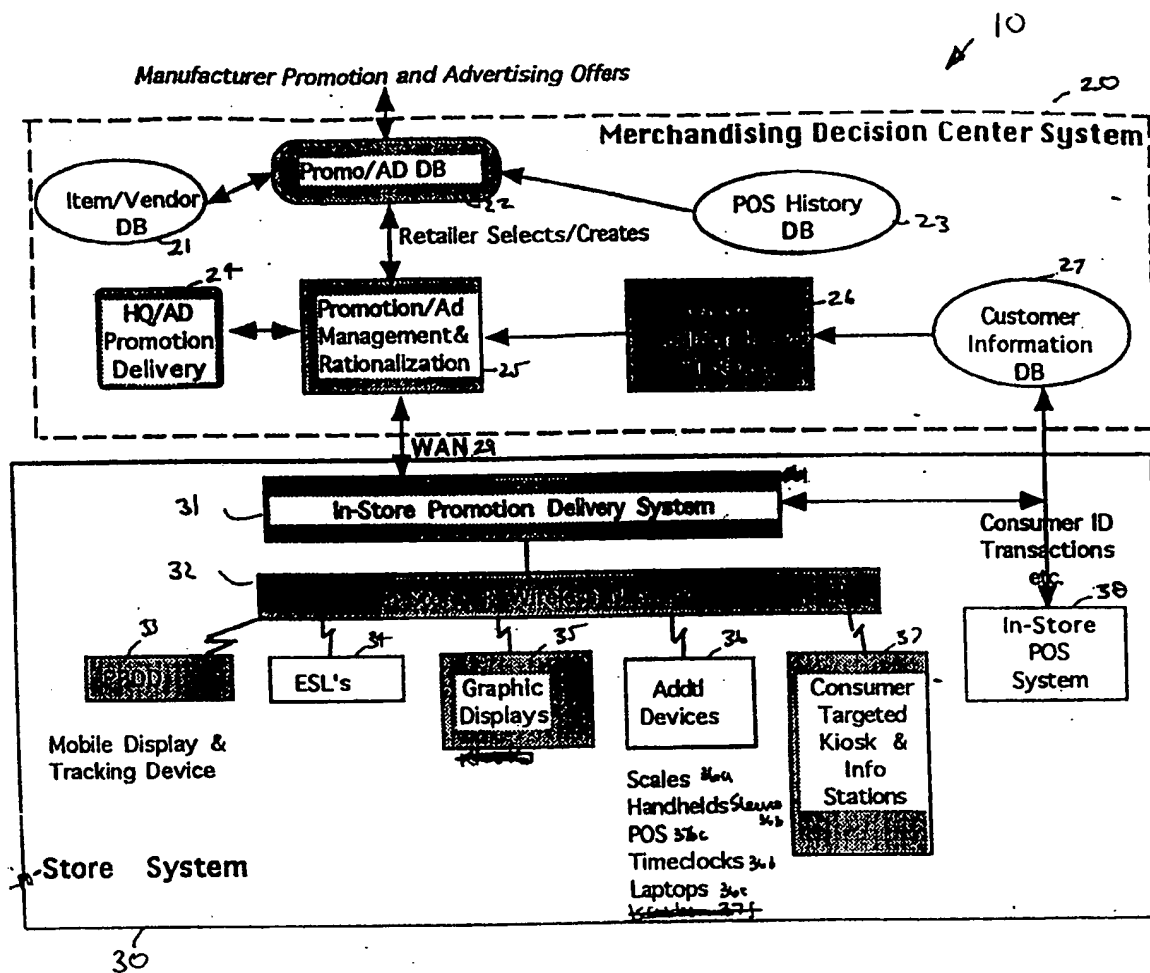 10
Manufacturer Promotion and Advertising Offers
20
Merchandising Decision Center System
Promo/AD DB
22
Item/Vendor
DB
21
POS History
DB
23
Retailer Selects/Creates
24
HQ/AD
Promotion
Delivery
Promotion/Ad
Management&
Rationalization
25
26
27
Customer
Information
DB
WAN 29
31
In-Store Promotion Delivery System
Consumer ID
Transactions
etc.
32
33
34
ESL's
35
Graphic
Displays
36
Addtl
Devices
37
Consumer
Targeted
Kiosk &
Info
Stations
38
In-Store
POS
System
Mobile Display &
Tracking Device
Scales 36a
Handhelds
36b
POS
Timeclocks
Laptops
Store System
30